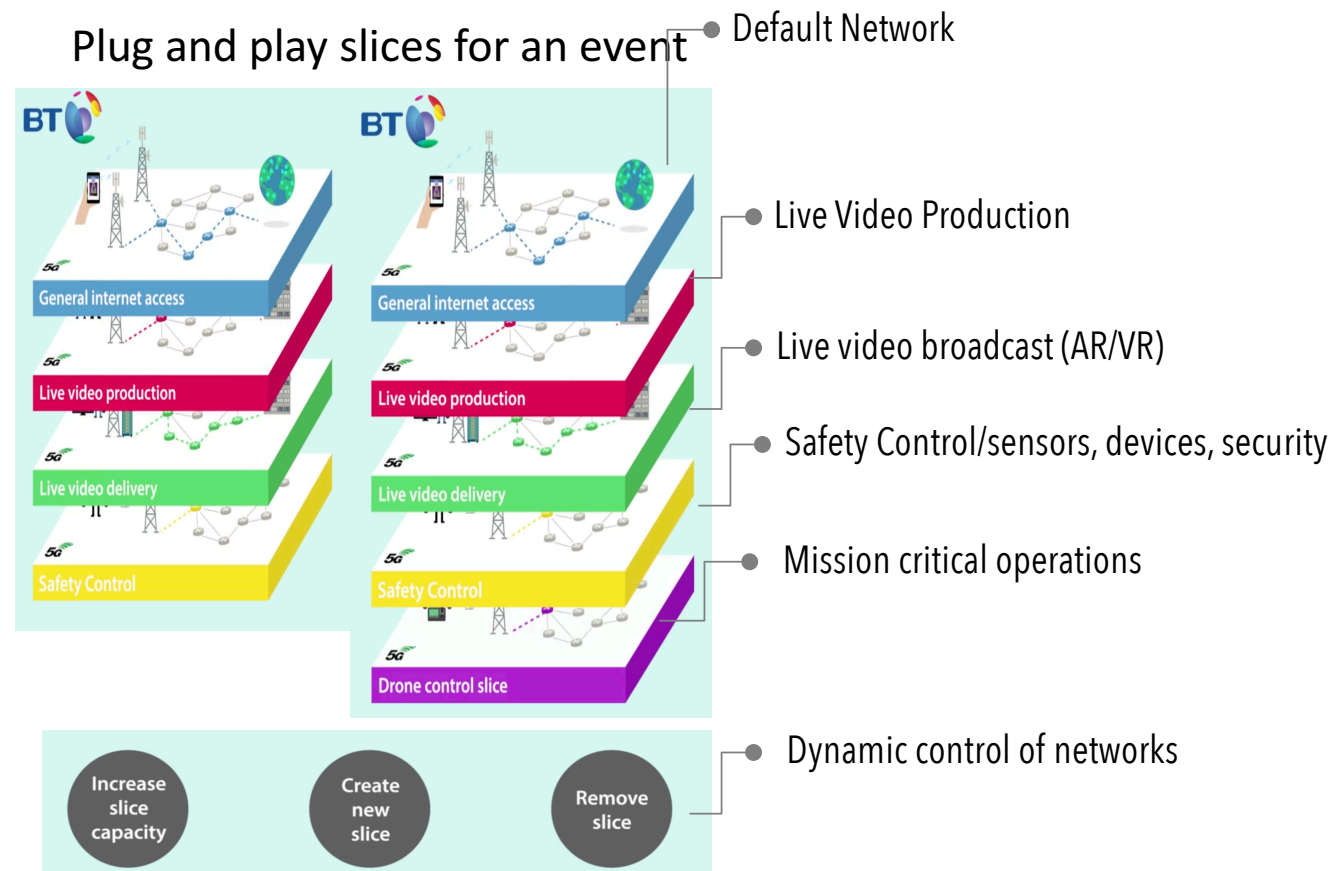 Plug and play slices for an event
Default Network
BT
General internet access
5G
Live video production
5G
Live video delivery
5G
Safety Control
5G
BT
General internet access
5G
Live video production
5G
Live video delivery
5G
Safety Control
5G
Drone control slice
5G
Live Video Production
Live video broadcast (AR/VR)
Safety Control/sensors, devices, security
Mission critical operations
Dynamic control of networks
Increase
slice
capacity
Create
new
slice
Remove
slice